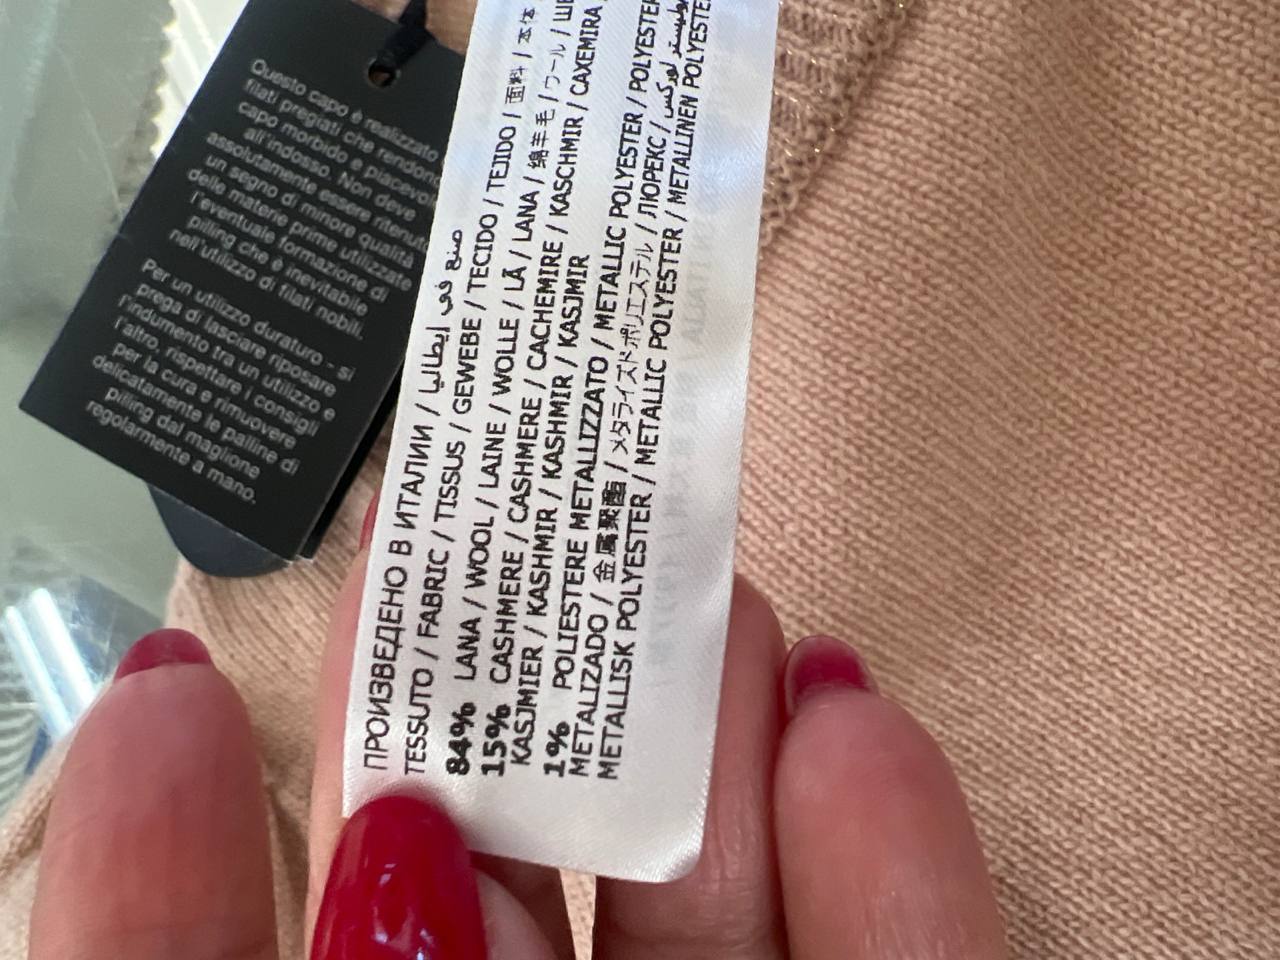 Questo capo è realizzato
filati pregiati che rendono
capo morbido e piacevole
all'indosso. Non deve
assolutamente essere ritenuto
un segno di minore qualità
delle materie prime utilizzate
l'eventuale formazione di
pilling che è inevitabile
nell'utilizzo di filati nobili.
Per un utilizzo duraturo - si
prega di lasciare riposare
l'indumento tra un utilizzo e
l'altro, rispettare i consigli
per la cura e rimuovere
delicatamente le palline di
pilling dal maglione
regolarmente a mano.
ПРОИЗВЕДЕНО В ИТАЛИИ / صنع في إيطاليا
TESSUTO / FABRIC / TISSUS / GEWEBE / TECIDO / TEJIDO / 面料 / 本体
84% LANA / WOOL / LAINE / WOLLE / LÃ / LANA / 绵羊毛 / ウール /
15% CASHMERE / CASHMERE / CACHEMIRE / KASCHMIR / CAXEMIRA
KASJMIER / KASHMIR / KASHMIR / KASJMIR
1% POLIESTERE METALLIZZATO / METALLIC POLYESTER / POLYESTER
METALIZADO / 金属聚酯 / メタライズドポリエステル / ЛЮРЕКС / بوليستر لوركس
METALLISK POLYESTER / METALLIC POLYESTER / METALLINEN POLYESTE